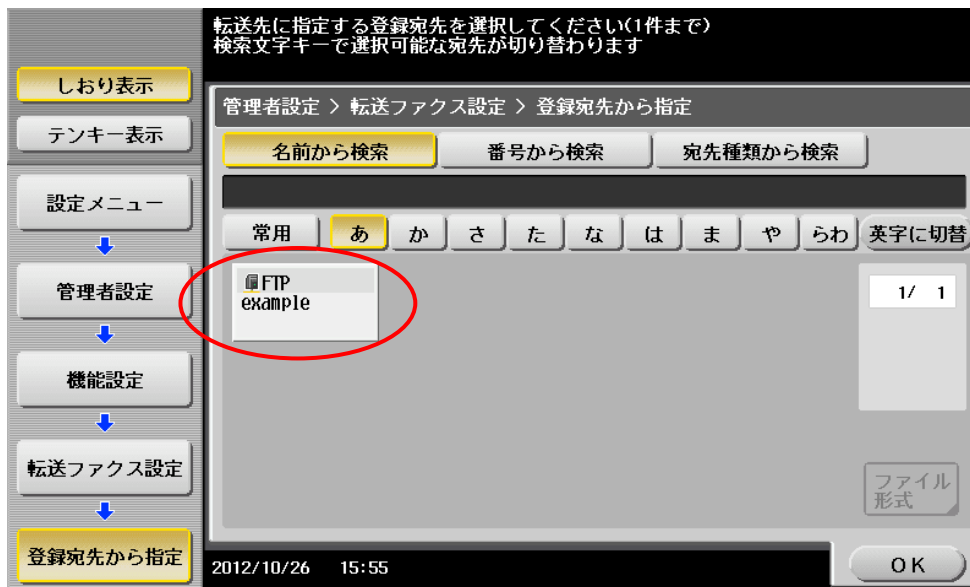 転送先に指定する登録宛先を選択してください(1件まで)
検索文字キーで選択可能な宛先が切り替わります
しおり表示
テンキー表示
設定メニュー
管理者設定
機能設定
転送ファクス設定
登録宛先から指定
管理者設定 > 転送ファクス設定 > 登録宛先から指定
名前から検索 番号から検索 宛先種類から検索
常用 あ か さ た な は ま や らわ 英字に切替
FTP
example
1/ 1
ファイル
形式
2012/10/26 15:55
OK